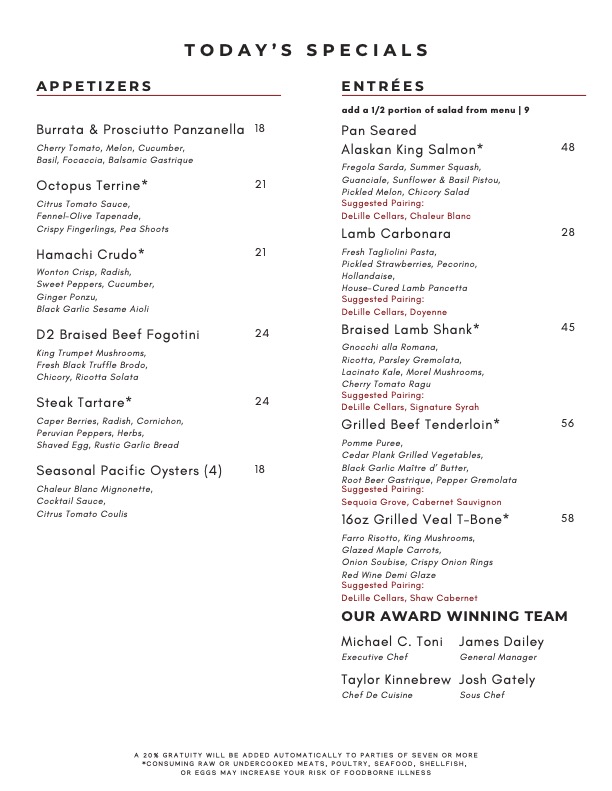 TODAY'S SPECIALS
APPETIZERS
Burrata & Prosciutto Panzanella 18
Cherry Tomato, Melon, Cucumber,
Basil, Focaccia, Balsamic Gastrique
Octopus Terrine* 21
Citrus Tomato Sauce,
Fennel-Olive Tapenade,
Crispy Fingerlings, Pea Shoots
Hamachi Crudo* 21
Wonton Crisp, Radish,
Sweet Peppers, Cucumber,
Ginger Ponzu,
Black Garlic Sesame Aioli
D2 Braised Beef Fogotini 24
King Trumpet Mushrooms,
Fresh Black Truffle Brodo,
Chicory, Ricotta Solata
Steak Tartare* 24
Caper Berries, Radish, Cornichon,
Peruvian Peppers, Herbs,
Shaved Egg, Rustic Garlic Bread
Seasonal Pacific Oysters (4) 18
Chaleur Blanc Mignonette,
Cocktail Sauce,
Citrus Tomato Coulis
ENTRÉES
add a 1/2 portion of salad from menu | 9
Pan Seared
Alaskan King Salmon* 48
Fregola Sarda, Summer Squash,
Guanciale, Sunflower & Basil Pistou,
Pickled Melon, Chicory Salad
Suggested Pairing:
DeLille Cellars, Chaleur Blanc
Lamb Carbonara 28
Fresh Tagliolini Pasta,
Pickled Strawberries, Pecorino,
Hollandaise,
House-Cured Lamb Pancetta
Suggested Pairing:
DeLille Cellars, Doyenne
Braised Lamb Shank* 45
Gnocchi alla Romana,
Ricotta, Parsley Gremolata,
Lacinato Kale, Morel Mushrooms,
Cherry Tomato Ragu
Suggested Pairing:
DeLille Cellars, Signature Syrah
Grilled Beef Tenderloin* 56
Pomme Puree,
Cedar Plank Grilled Vegetables,
Black Garlic Maître d' Butter,
Root Beer Gastrique, Pepper Gremolata
Suggested Pairing:
Sequoia Grove, Cabernet Sauvignon
16oz Grilled Veal T-Bone* 58
Farro Risotto, King Mushrooms,
Glazed Maple Carrots,
Onion Soubise, Crispy Onion Rings
Red Wine Demi Glaze
Suggested Pairing:
DeLille Cellars, Shaw Cabernet
OUR AWARD WINNING TEAM
Michael C. Toni James Dailey
Executive Chef General Manager
Taylor Kinnebrew Josh Gately
Chef De Cuisine Sous Chef
A 20% GRATUITY WILL BE ADDED AUTOMATICALLY TO PARTIES OF SEVEN OR MORE
*CONSUMING RAW OR UNDERCOOKED MEATS, POULTRY, SEAFOOD, SHELLFISH,
OR EGGS MAY INCREASE YOUR RISK OF FOODBORNE ILLNESS